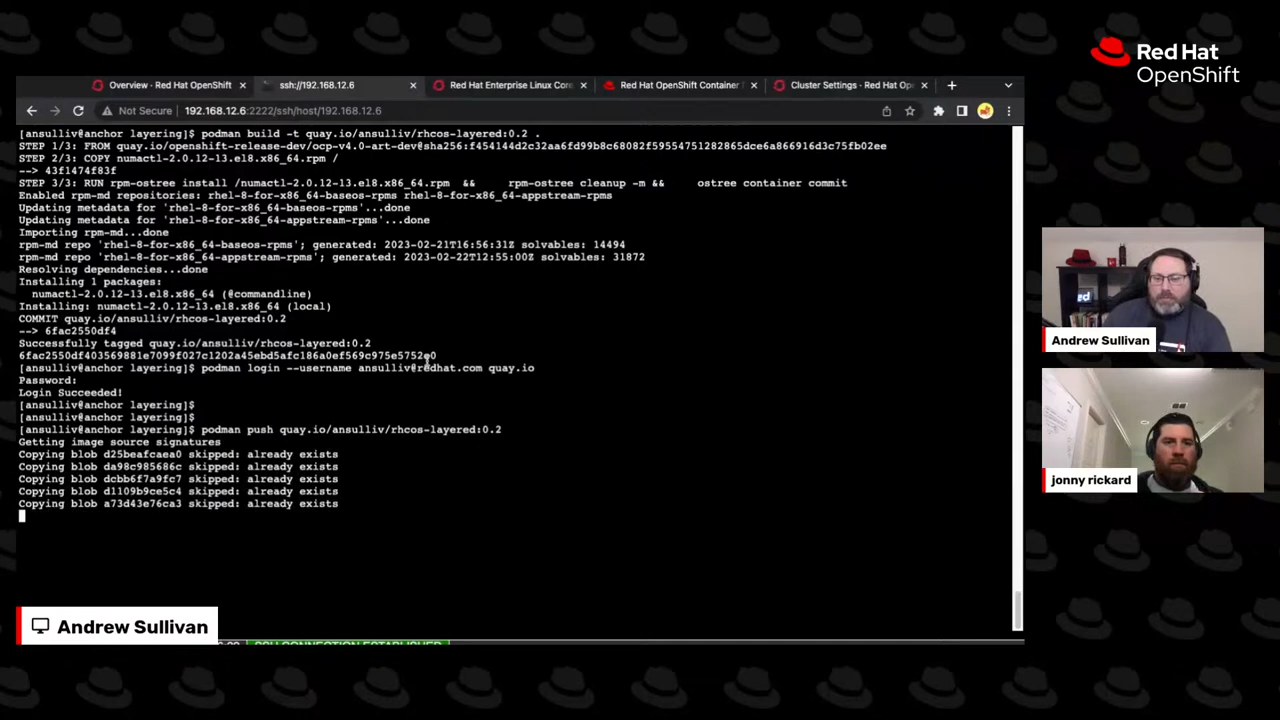 Red Hat
OpenShift
Overview · Red Hat OpenShift
ssh://192.168.12.6
Red Hat Enterprise Linux Core
Red Hat OpenShift Container
Cluster Settings · Red Hat Op
Not Secure
192.168.12.6:2222/ssh/host/192.168.12.6
[ansulliv@anchor layering]$ podman build -t quay.io/ansulliv/rhcos-layered:0.2 .
STEP 1/3: FROM quay.io/openshift-release-dev/ocp-v4.0-art-dev@sha256:f454144d2c32aa6fd99b8c68082f59554751282865dce6a866916d3c75fb02ee
STEP 2/3: COPY numactl-2.0.12-13.el8.x86_64.rpm /
--> 43f1474f83f
STEP 3/3: RUN rpm-ostree install /numactl-2.0.12-13.el8.x86_64.rpm && rpm-ostree cleanup -m && ostree container commit
Enabled rpm-md repositories: rhel-8-for-x86_64-baseos-rpms rhel-8-for-x86_64-appstream-rpms
Updating metadata for 'rhel-8-for-x86_64-baseos-rpms'...done
Updating metadata for 'rhel-8-for-x86_64-appstream-rpms'...done
Importing rpm-md...done
rpm-md repo 'rhel-8-for-x86_64-baseos-rpms'; generated: 2023-02-21T16:56:31Z solvables: 14494
rpm-md repo 'rhel-8-for-x86_64-appstream-rpms'; generated: 2023-02-22T12:55:00Z solvables: 31872
Resolving dependencies...done
Installing 1 packages:
numactl-2.0.12-13.el8.x86_64 (@commandline)
Installing: numactl-2.0.12-13.el8.x86_64 (local)
COMMIT quay.io/ansulliv/rhcos-layered:0.2
--> 6fac2550df4
Successfully tagged quay.io/ansulliv/rhcos-layered:0.2
6fac2550df403569881e7099f027c1202a45ebd5afc186a0ef569c975e5752e0
[ansulliv@anchor layering]$ podman login --username ansulliv@redhat.com quay.io
Password:
Login Succeeded!
[ansulliv@anchor layering]$
[ansulliv@anchor layering]$
[ansulliv@anchor layering]$ podman push quay.io/ansulliv/rhcos-layered:0.2
Getting image source signatures
Copying blob d25beafcaea0 skipped: already exists
Copying blob da98c985686c skipped: already exists
Copying blob dcbb6f7a9fc7 skipped: already exists
Copying blob d1109b9ce5c4 skipped: already exists
Copying blob a73d43e76ca3 skipped: already exists
SSH CONNECTION ESTABLISHED
Andrew Sullivan
red
Andrew Sullivan
jonny rickard